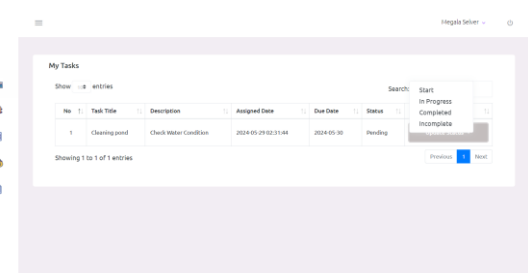 Megala Selver
My Tasks
Show entries
Search:
Start
In Progress
Completed
Incomplete
No Task Title Description Assigned Date Due Date Status
1 Cleaning pond Check Water Condition 2024-05-29 02:31:44 2024-05-30 Pending Update Status
Showing 1 to 1 of 1 entries
Previous 1 Next